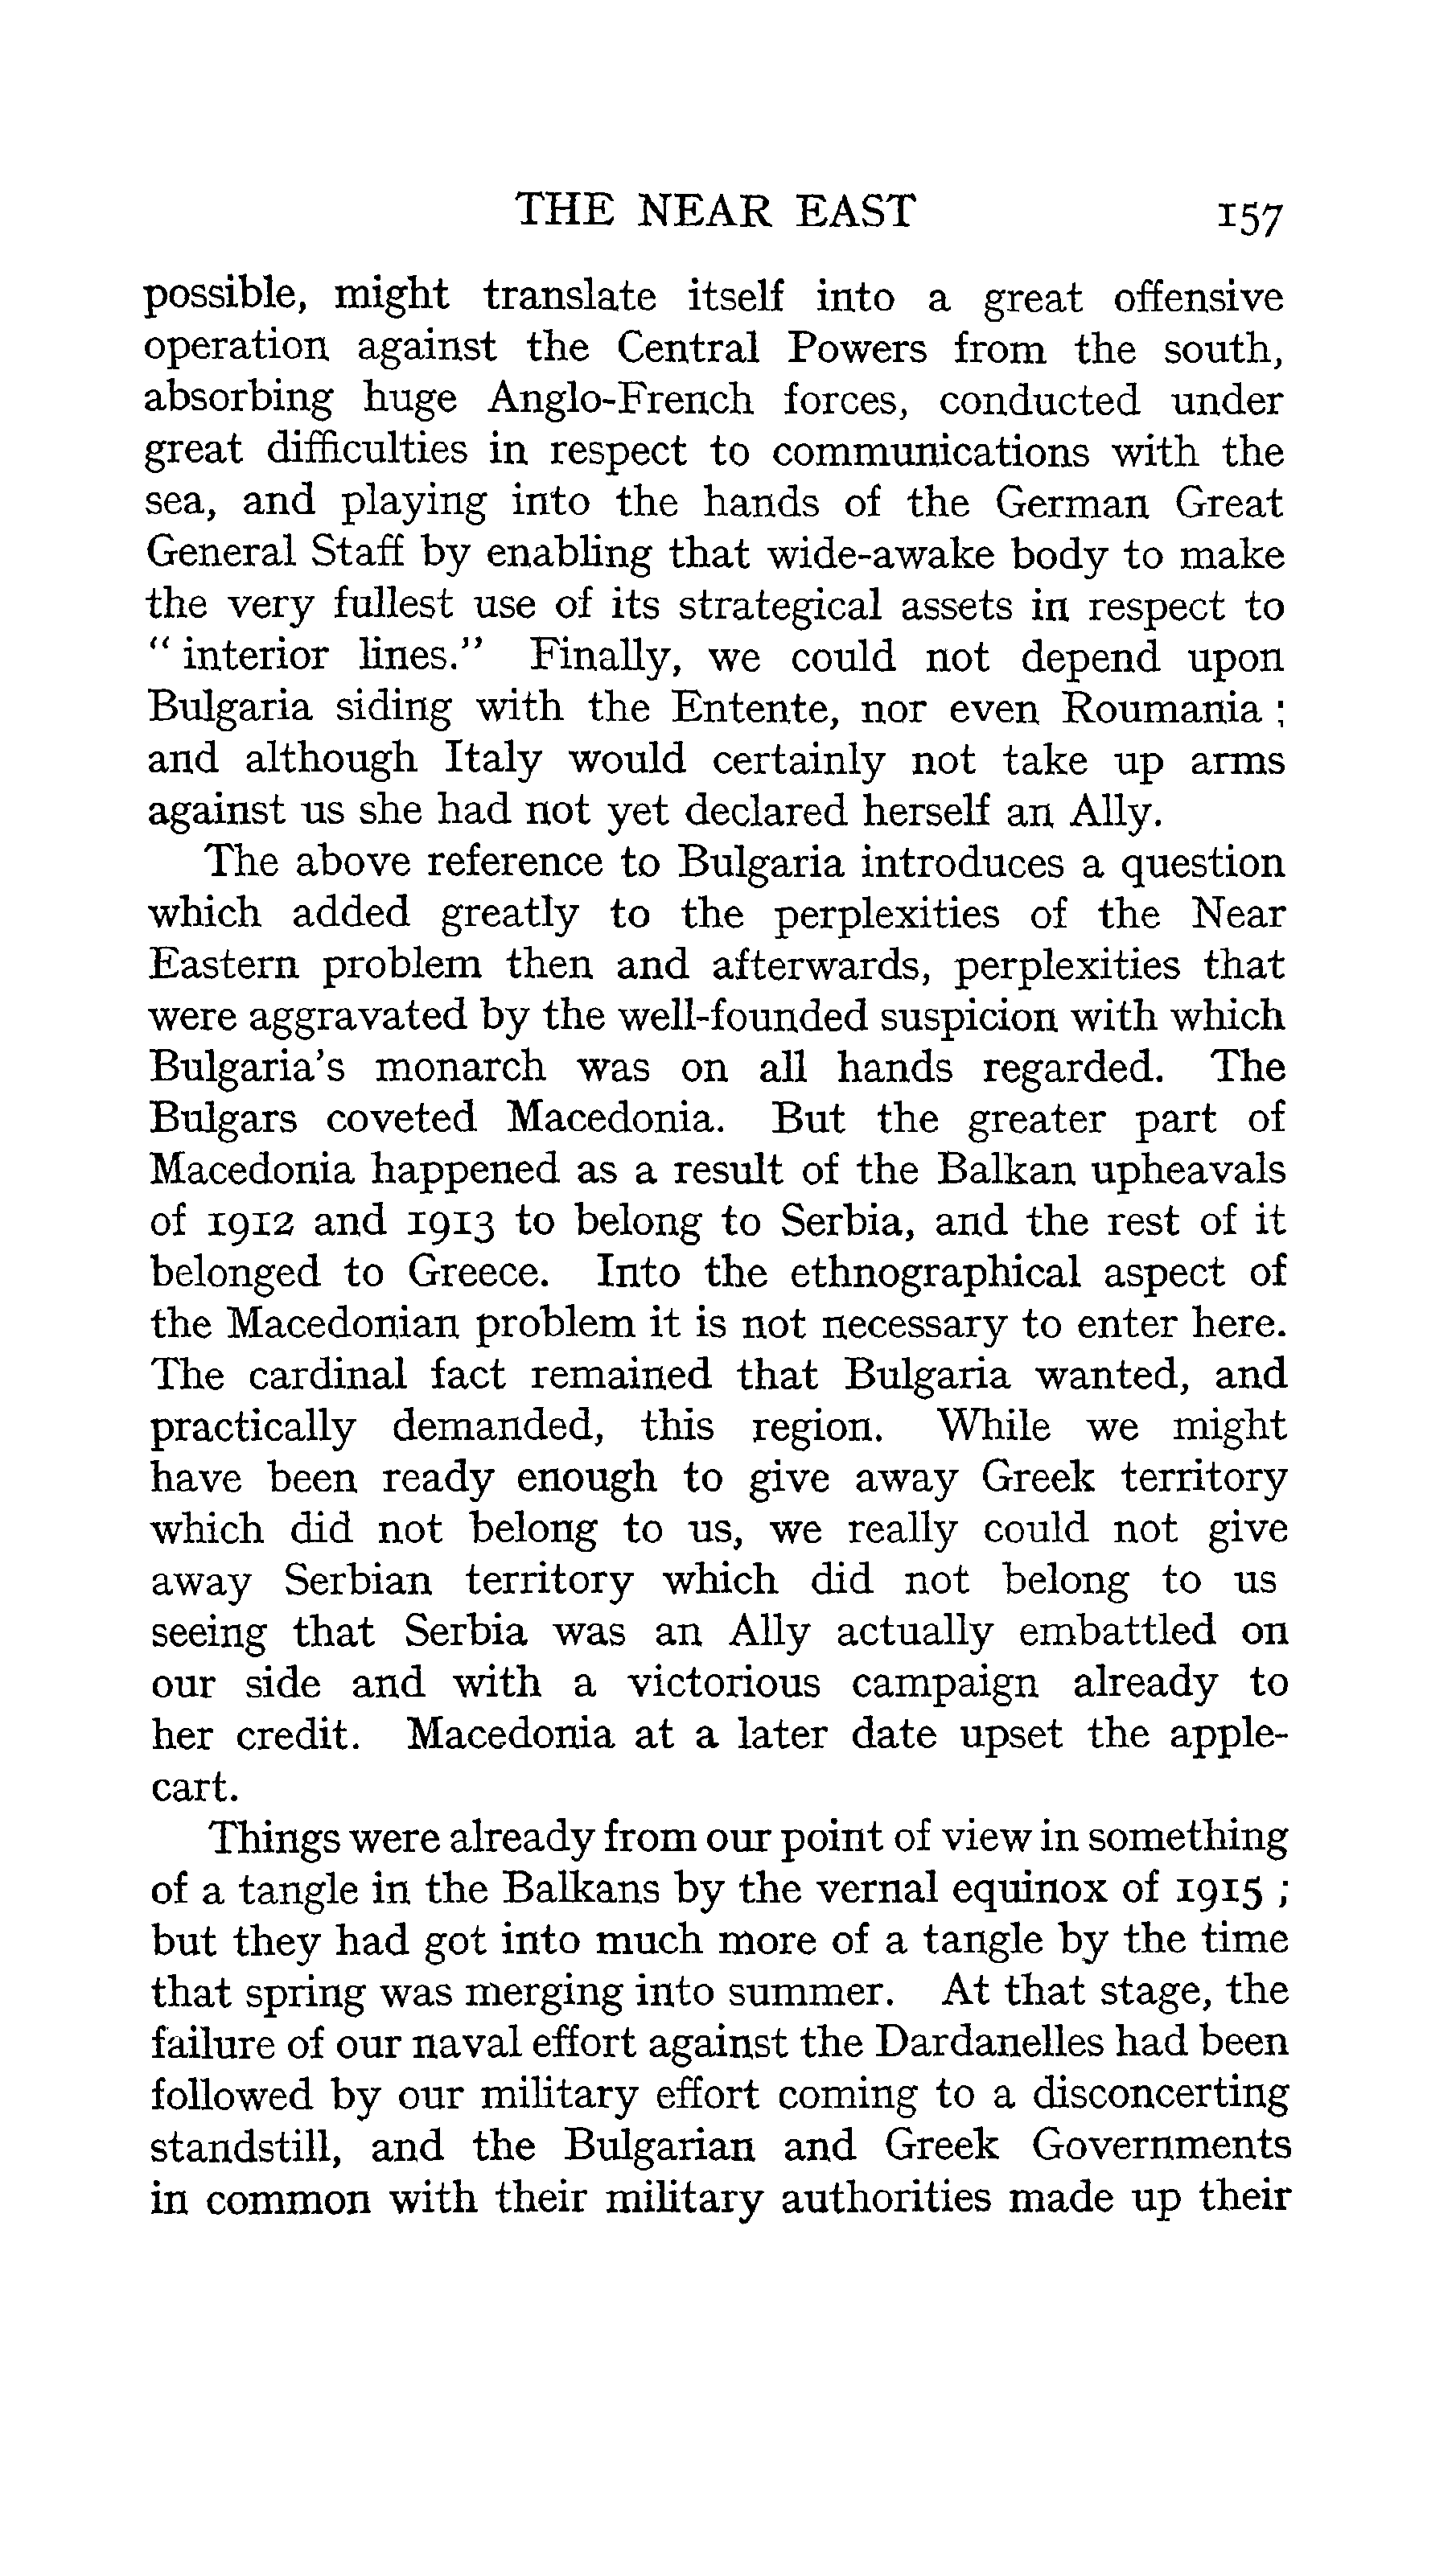 THE NEAR EAST 157
possible, might translate itself into a great offensive
operation against the Central Powers from the south,
absorbing huge Anglo-French forces, conducted under
great difficulties in respect to communications with the
sea, and playing into the hands of the German Great
General Staff by enabling that wide-awake body to make
the very fullest use of its strategical assets in respect to
“ interior lines.” Finally, we could not depend upon
Bulgaria siding with the Entente, nor even Roumania ;
and although Italy would certainly not take up arms
against us she had not yet declared herself an Ally.
The above reference to Bulgaria introduces a question
which added greatly to the perplexities of the Near
Eastern problem then and afterwards, perplexities that
were aggravated by the well-founded suspicion with which
Bulgaria's monarch was on all hands regarded. The
Bulgars coveted Macedonia. But the greater part of
Macedonia happened as a result of the Balkan upheavals
of 1912 and 1913 to belong to Serbia, and the rest of it
belonged to Greece. Into the ethnographical aspect of
the Macedonian problem it is not necessary to enter here.
The cardinal fact remained that Bulgaria wanted, and
practically demanded, this region. While we might
have been ready enough to give away Greek territory
which did not belong to us, we really could not give
away Serbian territory which did not belong to us
seeing that Serbia was an Ally actually embattled on
our side and with a victorious campaign already to
her credit. Macedonia at a later date upset the apple-
cart.
Things were already from our point of view in something
of a tangle in the Balkans by the vernal equinox of 1915 ;
but they had got into much more of a tangle by the time
that spring was merging into summer. At that stage, the
failure of our naval effort against the Dardanelles had been
followed by our military effort coming to a disconcerting
standstill, and the Bulgarian and Greek Governments
in common with their military authorities made up their